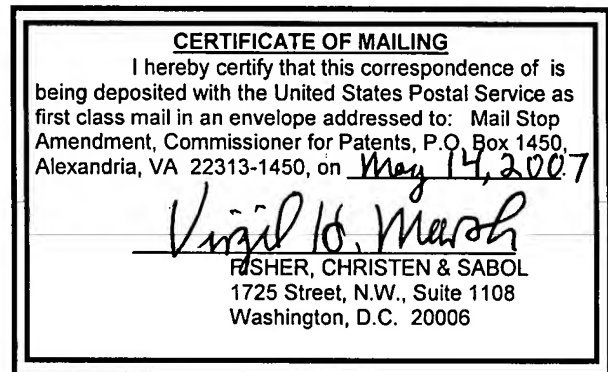 CERTIFICATE OF MAILING
I hereby certify that this correspondence of is
being deposited with the United States Postal Service as
first class mail in an envelope addressed to: Mail Stop
Amendment, Commissioner for Patents, P.O. Box 1450,
Alexandria, VA 22313-1450, on May 14, 2007.
Virgil H. Marsh
FISHER, CHRISTEN & SABOL
1725 Street, N.W., Suite 1108
Washington, D.C. 20006